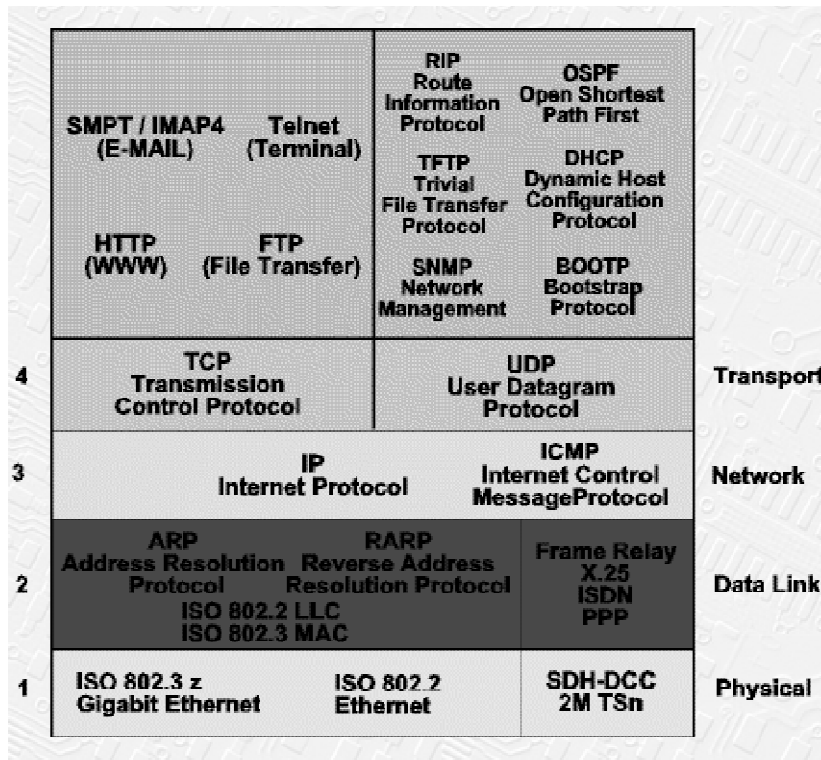 SMPT / IMAP4
(E-MAIL)
Telnet
(Terminal)
HTTP
(WWW)
FTP
(File Transfer)
RIP
Route
Information
Protocol
OSPF
Open Shortest
Path First
TFTP
Trivial
File Transfer
Protocol
DHCP
Dynamic Host
Configuration
Protocol
SNMP
Network
Management
BOOTP
Bootstrap
Protocol
4
TCP
Transmission
Control Protocol
UDP
User Datagram
Protocol
Transport
3
IP
Internet Protocol
ICMP
Internet Control
MessageProtocol
Network
2
ARP
Address Resolution
Protocol
RARP
Reverse Address
Resolution Protocol
ISO 802.2 LLC
ISO 802.3 MAC
Frame Relay
X.25
ISDN
PPP
Data Link
1
ISO 802.3 z
Gigabit Ethernet
ISO 802.2
Ethernet
SDH-DCC
2M TSn
Physical